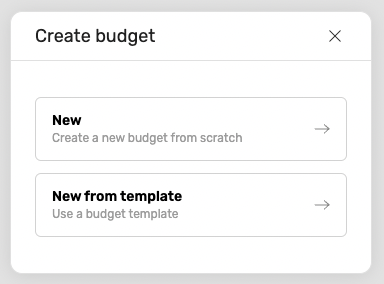 Create budget
New
Create a new budget from scratch
New from template
Use a budget template